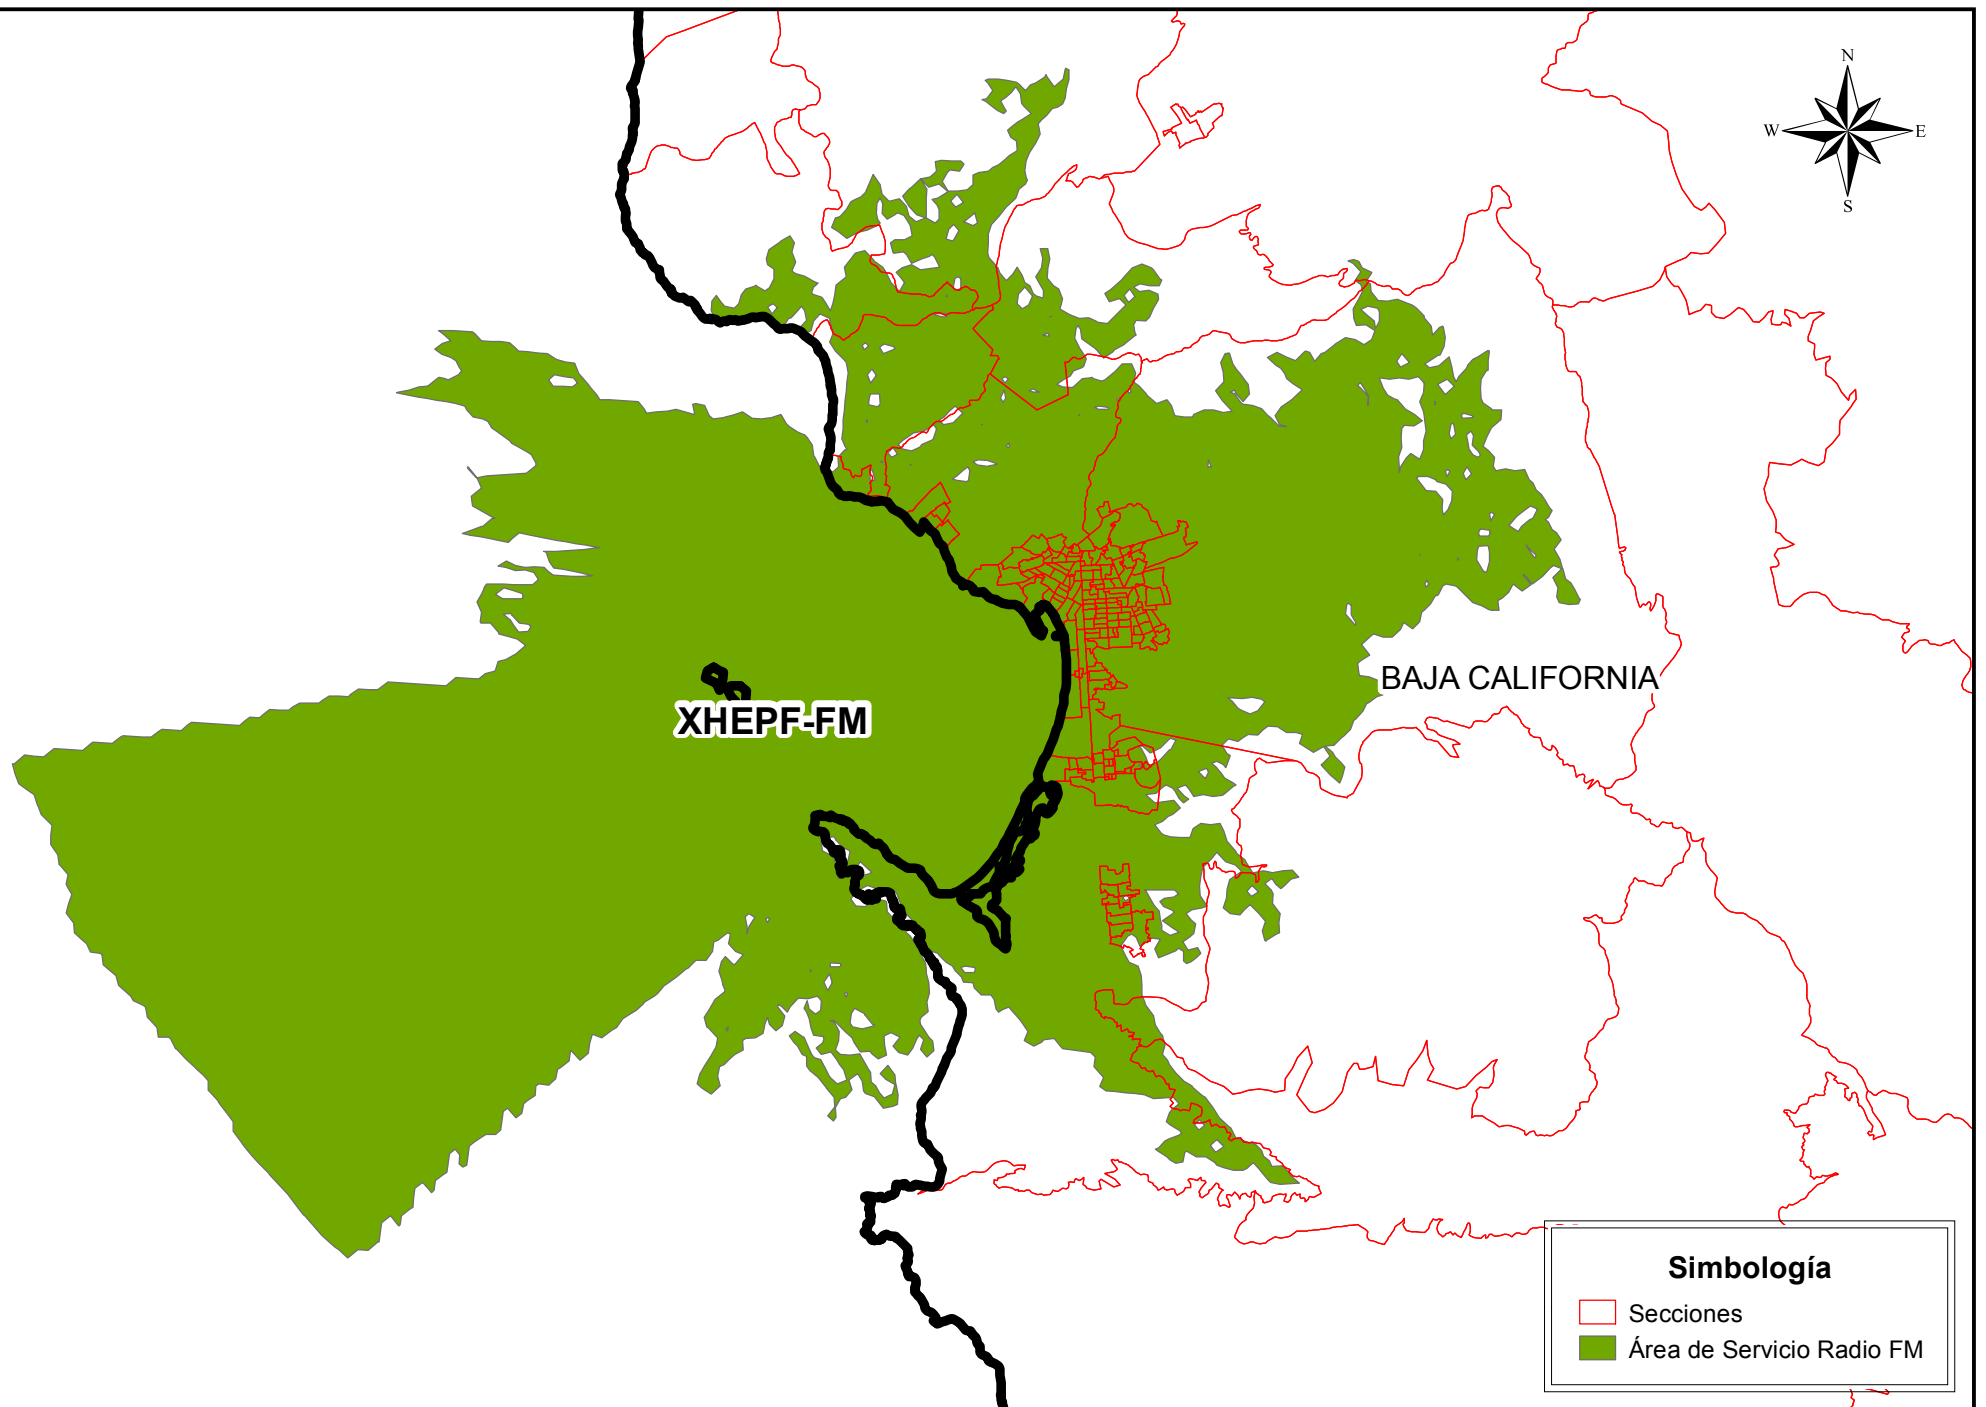 N
W E
S
BAJA CALIFORNIA
XHEPF-FM
Simbología
Secciones
Área de Servicio Radio FM